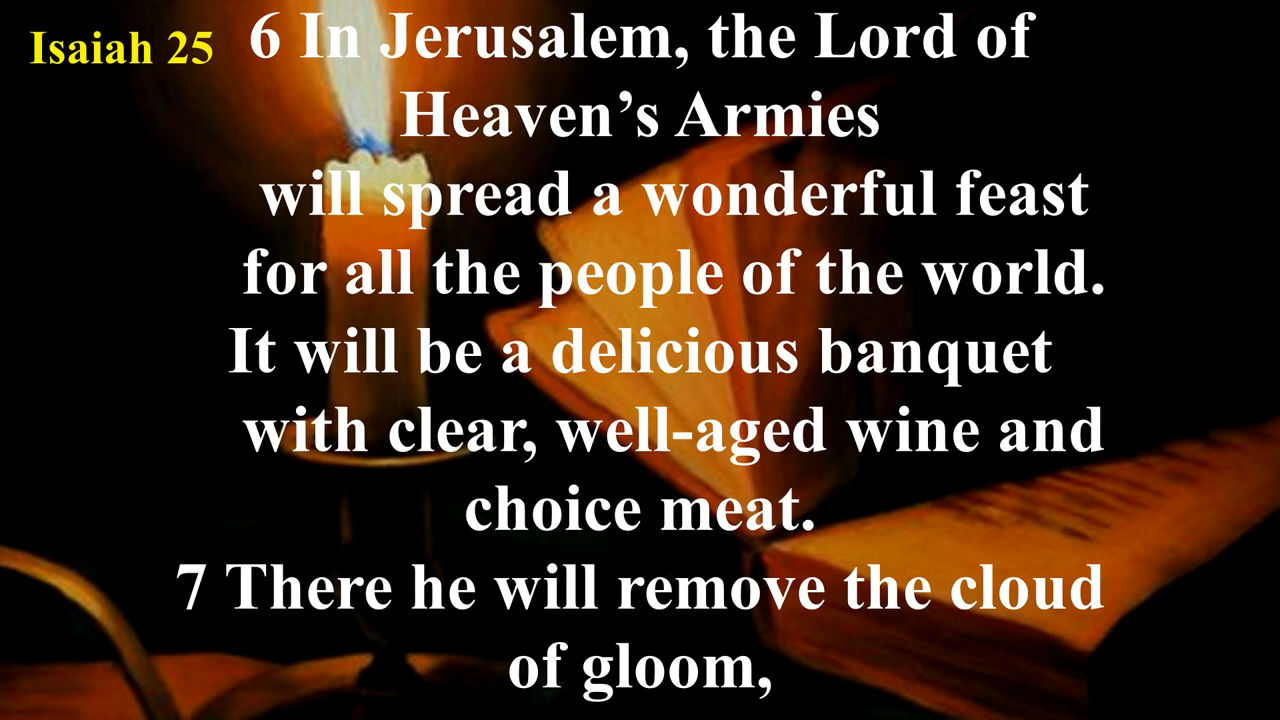 Isaiah 25
6 In Jerusalem, the Lord of
Heaven’s Armies
will spread a wonderful feast
for all the people of the world.
It will be a delicious banquet
with clear, well-aged wine and
choice meat.
7 There he will remove the cloud
of gloom,